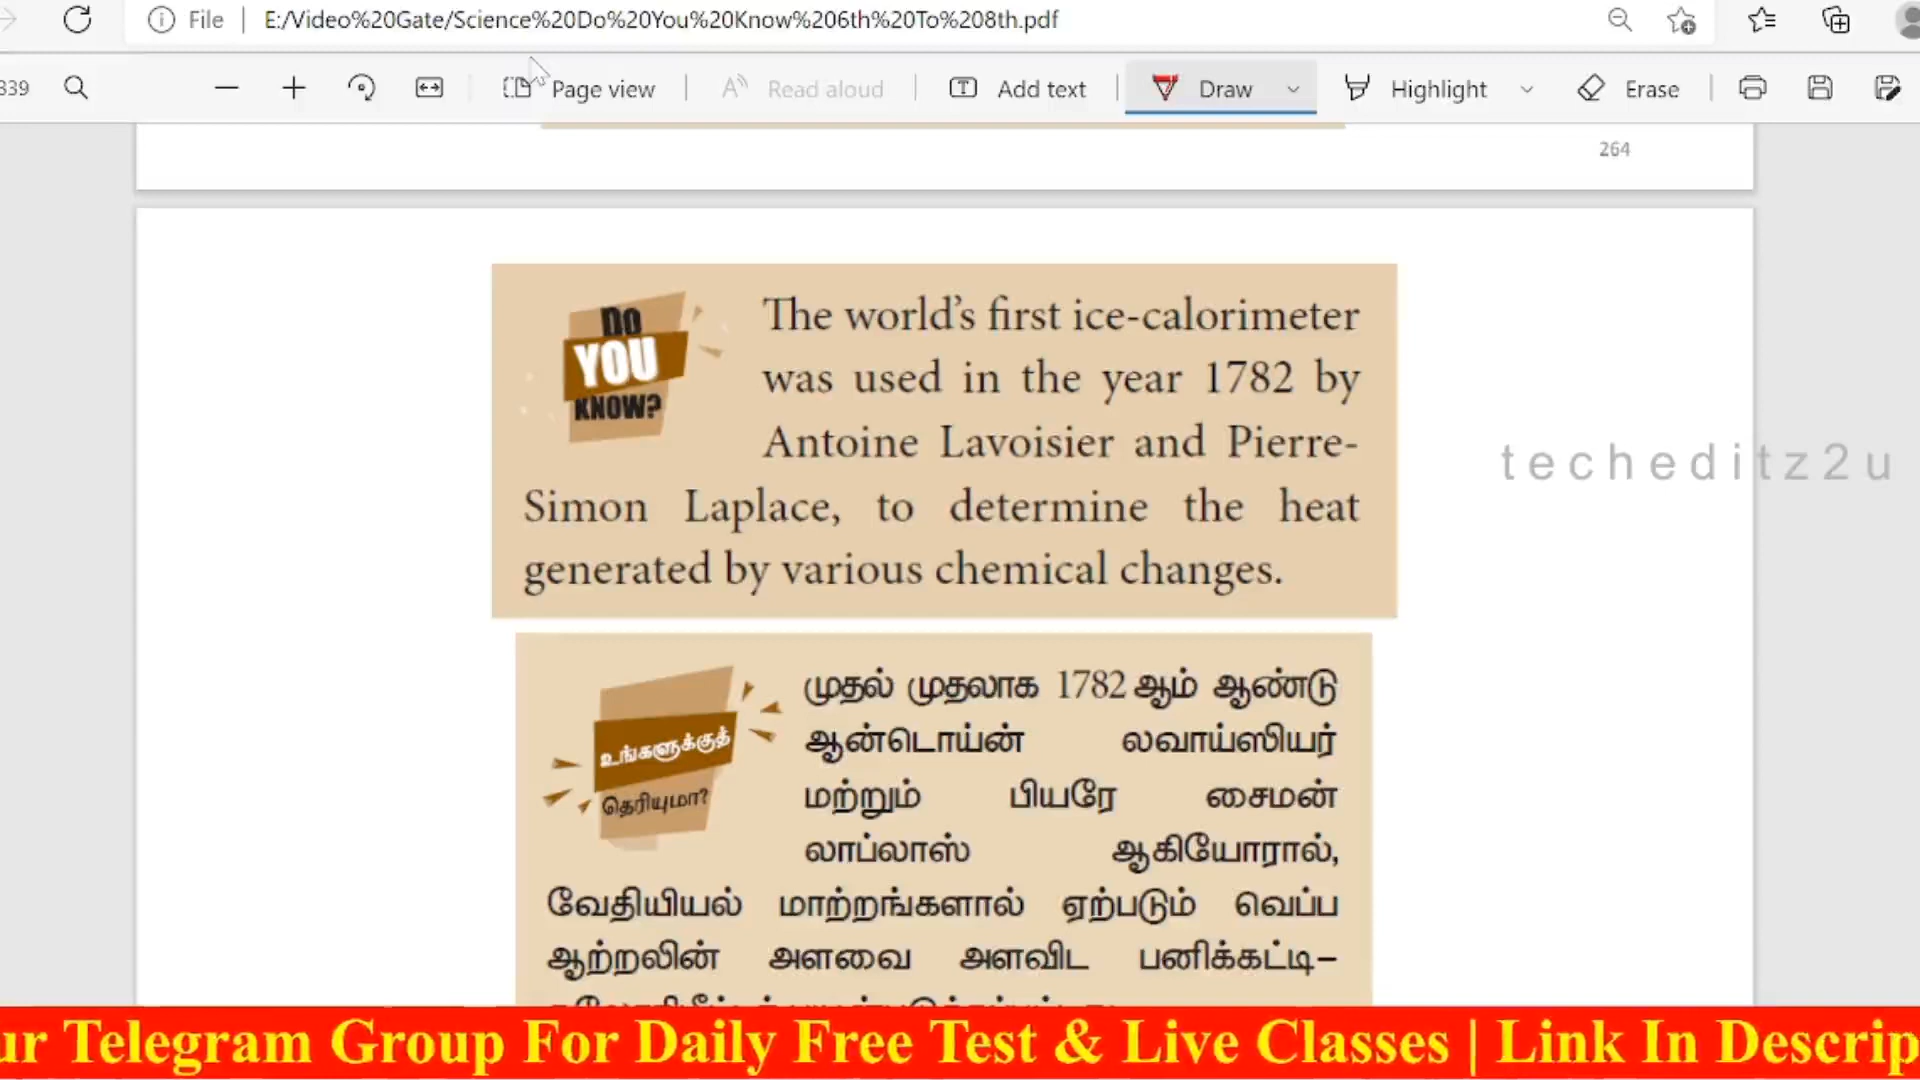 File
E:/Video%20Gate/Science%20Do%20You%20Know%206th%20To%208th.pdf
339
Page view
Read aloud
Add text
Draw
Highlight
Erase
264
DO
YOU
KNOW?
The world's first ice-calorimeter
was used in the year 1782 by
Antoine Lavoisier and Pierre-
Simon Laplace, to determine the heat
generated by various chemical changes.
techeditz2u
உங்களுக்குத்
தெரியுமா?
முதல் முதலாக 1782 ஆம் ஆண்டு
ஆன்டொய்ன் லவாய்ஸியர்
மற்றும் பியரே சைமன்
லாப்லாஸ் ஆகியோரால்,
வேதியியல் மாற்றங்களால் ஏற்படும் வெப்ப
ஆற்றலின் அளவை அளவிட பனிக்கட்டி–
ur Telegram Group For Daily Free Test & Live Classes | Link In Descrip